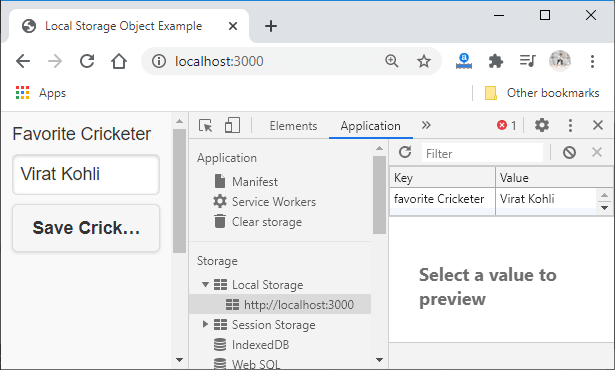 Local Storage Object Example
localhost:3000
Apps
Other bookmarks
Favorite Cricketer
Virat Kohli
Save Crick...
Elements
Application
1
Application
Manifest
Service Workers
Clear storage
Storage
Local Storage
http://localhost:3000
Session Storage
IndexedDB
Web SQL
Filter
Key Value
favorite Cricketer Virat Kohli
Select a value to
preview